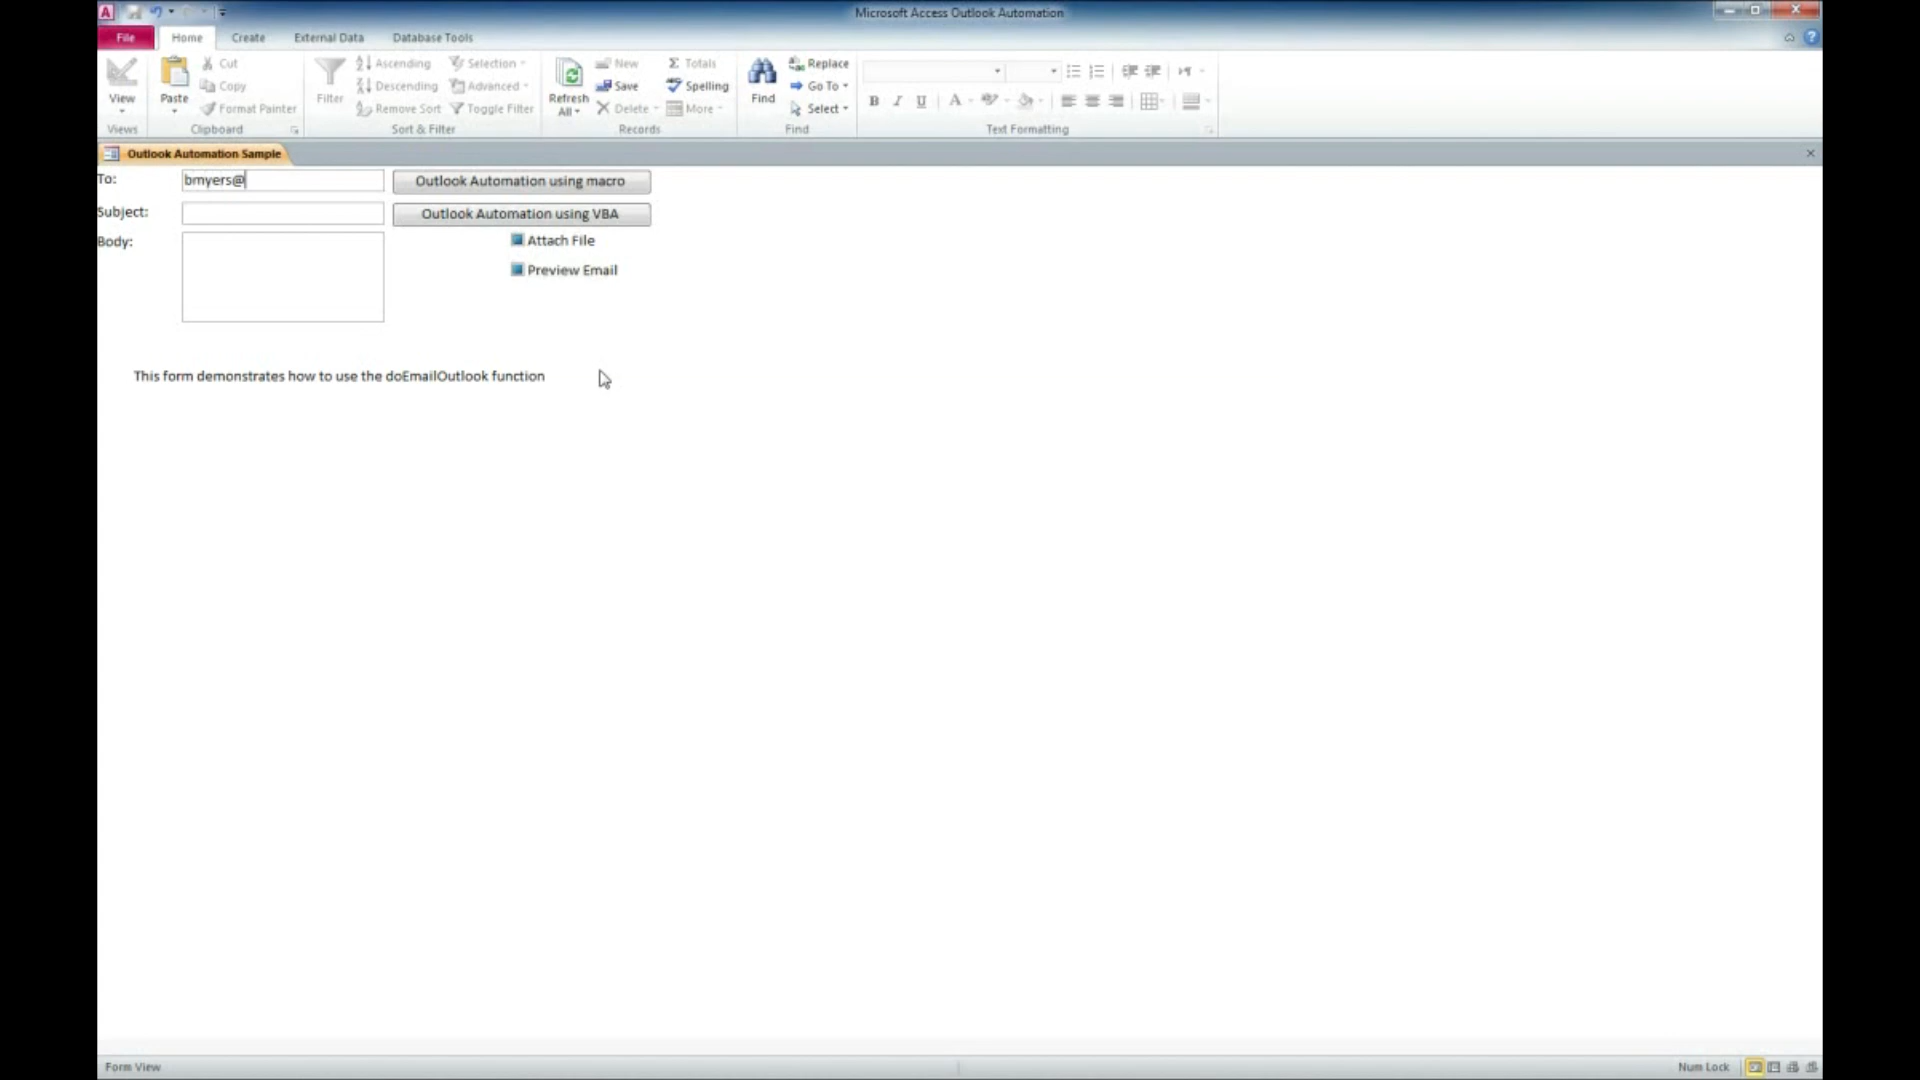 Microsoft Access Outlook Automation
File Home Create External Data Database Tools
View
Views
Paste
Cut
Copy
Format Painter
Clipboard
Filter
Ascending
Descending
Remove Sort
Selection
Advanced
Toggle Filter
Sort & Filter
Refresh
All
New
Save
Delete
Totals
Spelling
More
Records
Find
Replace
Go To
Select
Find
B I U A
Text Formatting
Outlook Automation Sample
To: bmyers@ Outlook Automation using macro
Subject: Outlook Automation using VBA
Body: Attach File
Preview Email
This form demonstrates how to use the doEmailOutlook function
Form View Num Lock